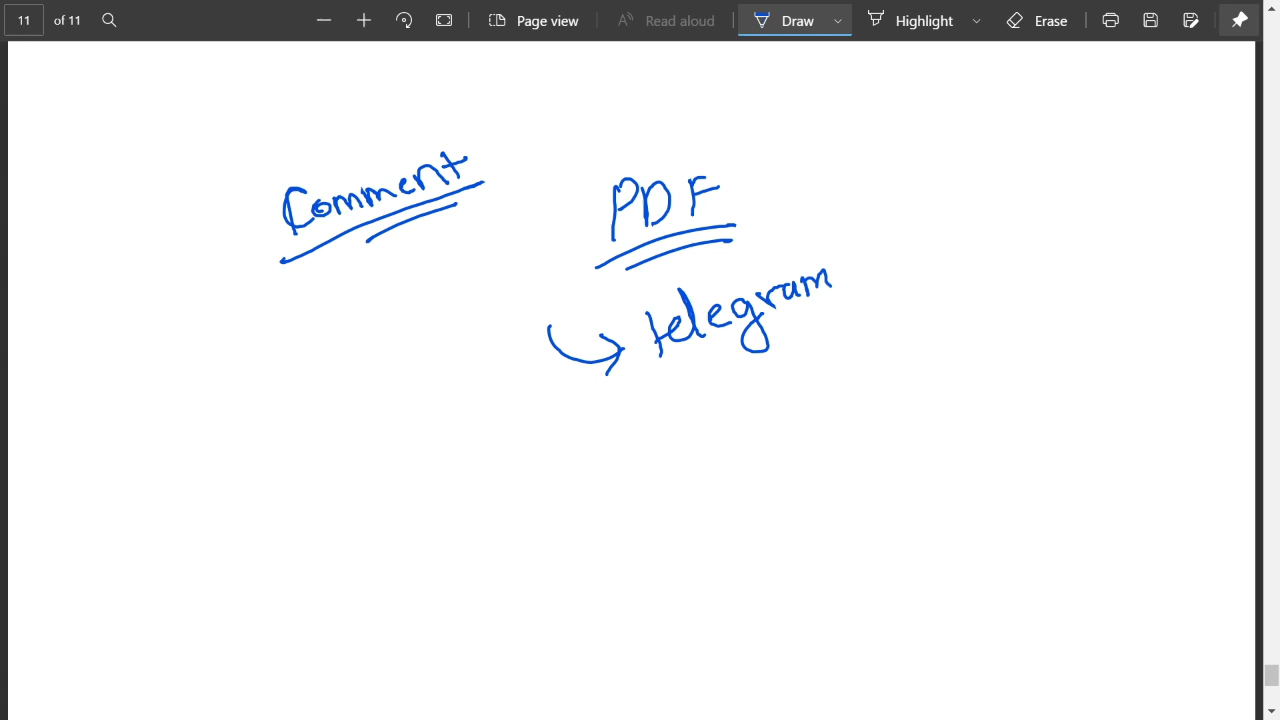 11 of 11 Page view Read aloud Draw Highlight Erase
Comment
PDF
telegram